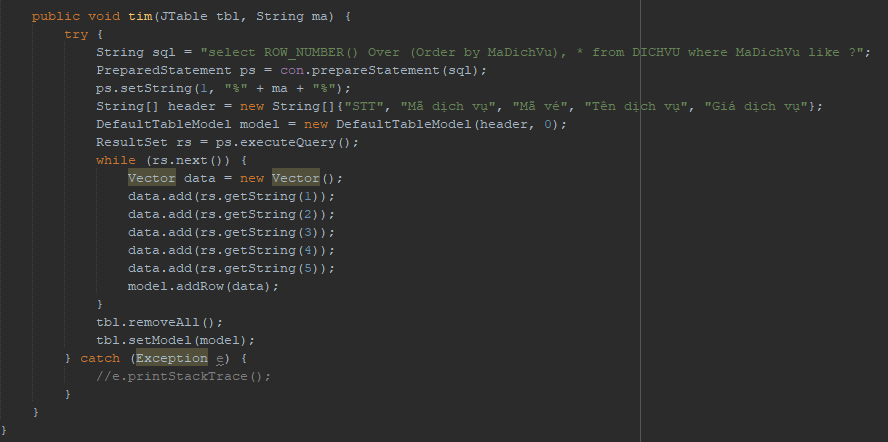 public void tim(JTable tbl, String ma) {
try {
String sql = "select ROW_NUMBER() Over (Order by MaDichVu), * from DICHVU where MaDichVu like ?";
PreparedStatement ps = con.prepareStatement(sql);
ps.setString(1, "%" + ma + "%");
String[] header = new String[]{"STT", "Mã dịch vụ", "Mã vé", "Tên dịch vụ", "Giá dịch vụ"};
DefaultTableModel model = new DefaultTableModel(header, 0);
ResultSet rs = ps.executeQuery();
while (rs.next()) {
Vector data = new Vector();
data.add(rs.getString(1));
data.add(rs.getString(2));
data.add(rs.getString(3));
data.add(rs.getString(4));
data.add(rs.getString(5));
model.addRow(data);
}
tbl.removeAll();
tbl.setModel(model);
} catch (Exception e) {
//e.printStackTrace();
}
}
}